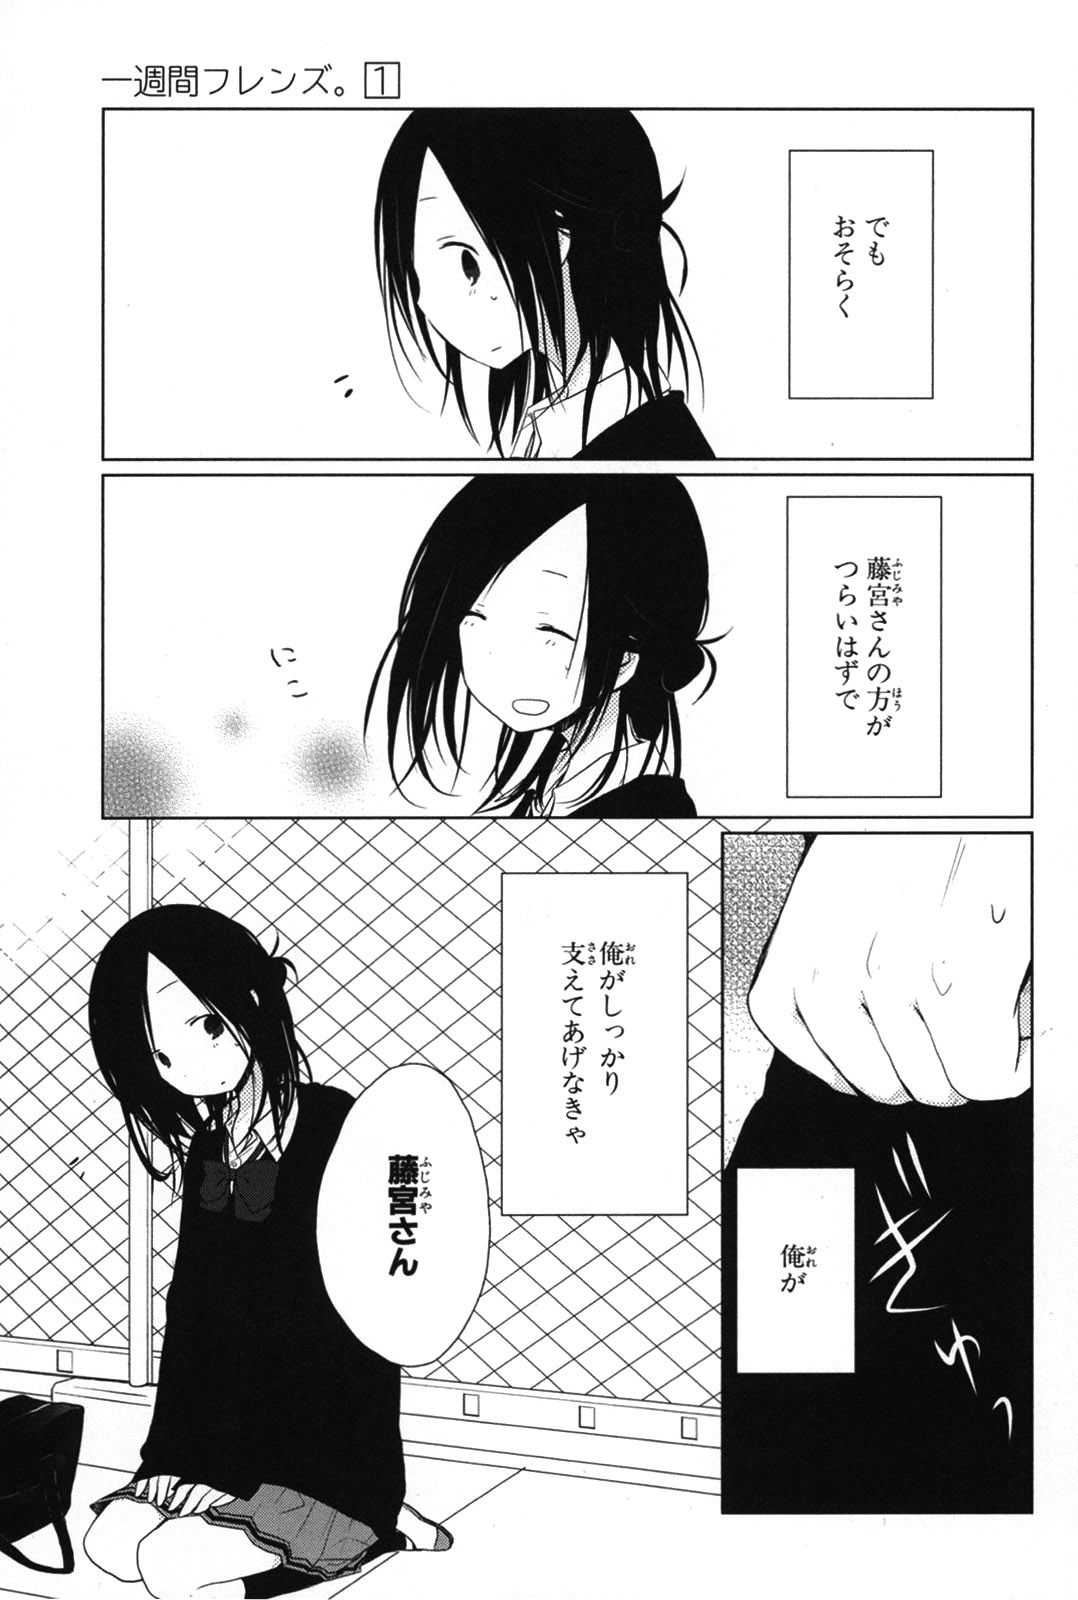 一週間フレンズ。 1
でも
おそらく
藤宮さんの方が
つらいはずで
にこ
俺が
ぎゅっ
俺がしっかり
支えてあげなきゃ
藤宮さん